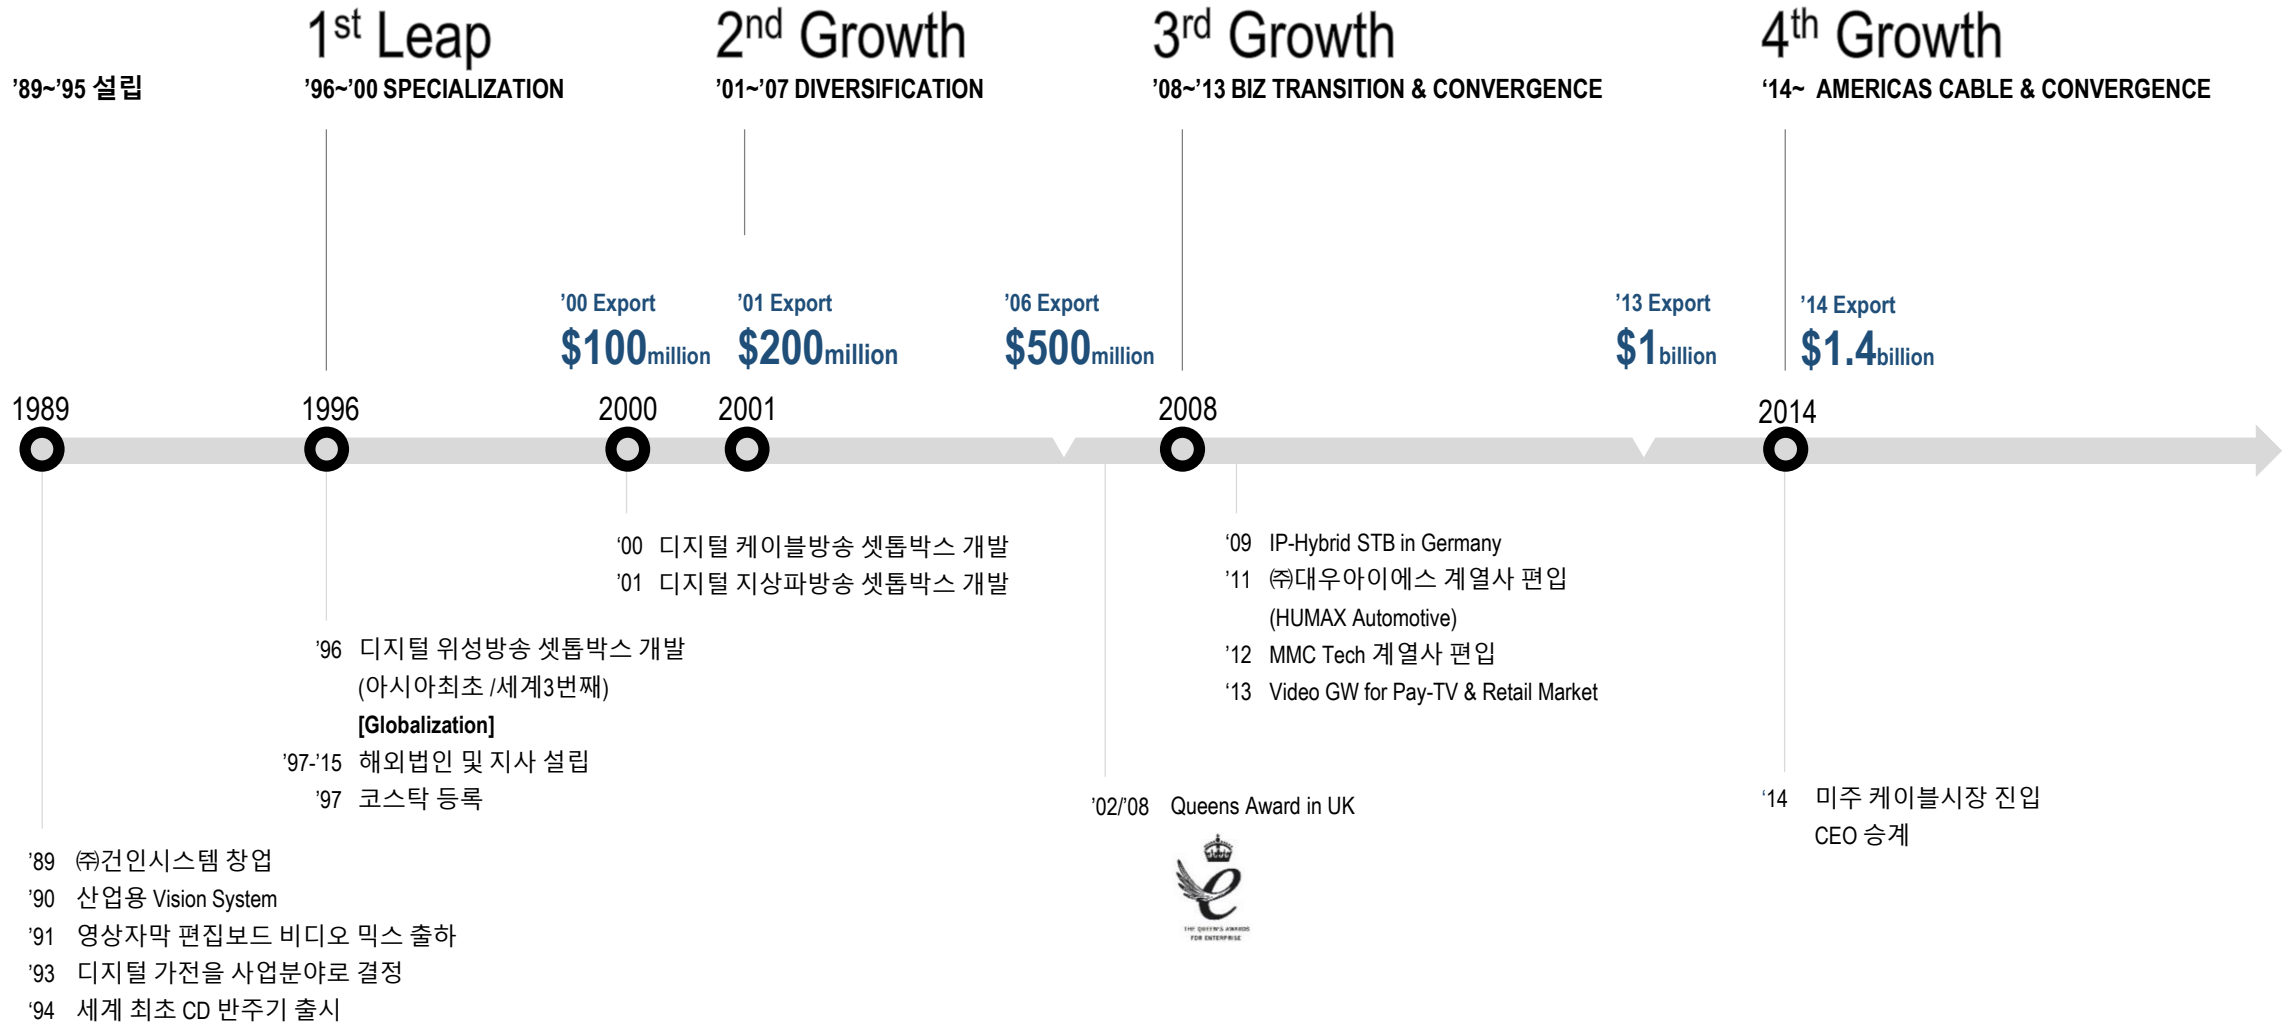 1st Leap
2nd Growth
3rd Growth
4th Growth
’89~’95 설립
’96~’00 SPECIALIZATION
’01~’07 DIVERSIFICATION
’08~’13 BIZ TRANSITION & CONVERGENCE
‘14~ AMERICAS CABLE & CONVERGENCE
’00 Export
$100million
’01 Export
$200million
’06 Export
$500million
’13 Export
$1billion
’14 Export
$1.4billion
1989
1996
2000
2001
2008
2014
‘00 디지털 케이블방송 셋톱박스 개발
’01 디지털 지상파방송 셋톱박스 개발
‘09 IP-Hybrid STB in Germany
’11 ㈜대우아이에스 계열사 편입
(HUMAX Automotive)
’12 MMC Tech 계열사 편입
‘13 Video GW for Pay-TV & Retail Market
’96 디지털 위성방송 셋톱박스 개발
(아시아최초 /세계3번째)
[Globalization]
’97-’15 해외법인 및 지사 설립
’97 코스탁 등록
’02/’08 Queens Award in UK
THE QUEEN'S AWARDS
FOR ENTERPRISE
‘14 미주 케이블시장 진입
CEO 승계
’89 ㈜건인시스템 창업
’90 산업용 Vision System
’91 영상자막 편집보드 비디오 믹스 출하
’93 디지털 가전을 사업분야로 결정
‘94 세계 최초 CD 반주기 출시